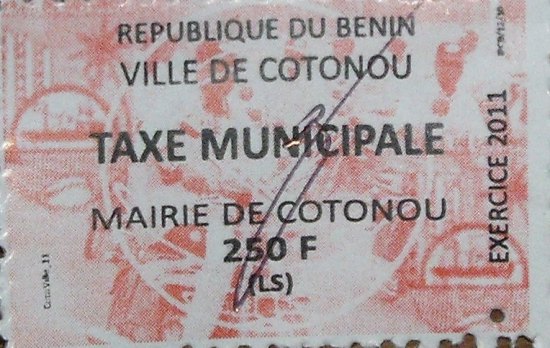 REPUBLIQUE DU BENIN
VILLE DE COTONOU
TAXE MUNICIPALE
MAIRIE DE COTONOU
250 F
(LS)
EXERCICE 2011